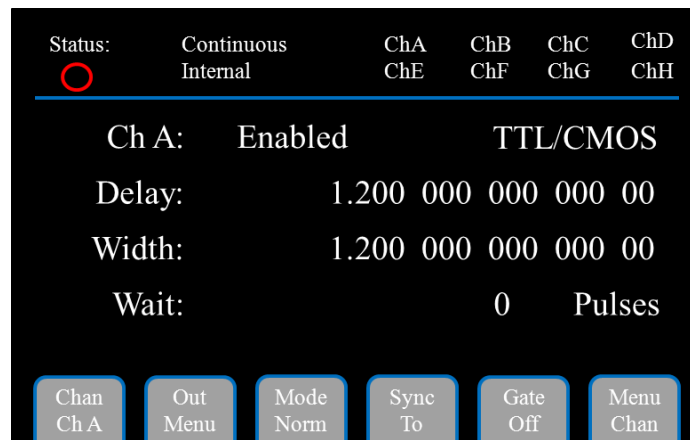 Status: Continuous ChA ChB ChC ChD
Internal ChE ChF ChG ChH
Ch A: Enabled TTL/CMOS
Delay: 1.200 000 000 000 00
Width: 1.200 000 000 000 00
Wait: 0 Pulses
Chan Out Mode Sync Gate Menu
Ch A Menu Norm To Off Chan